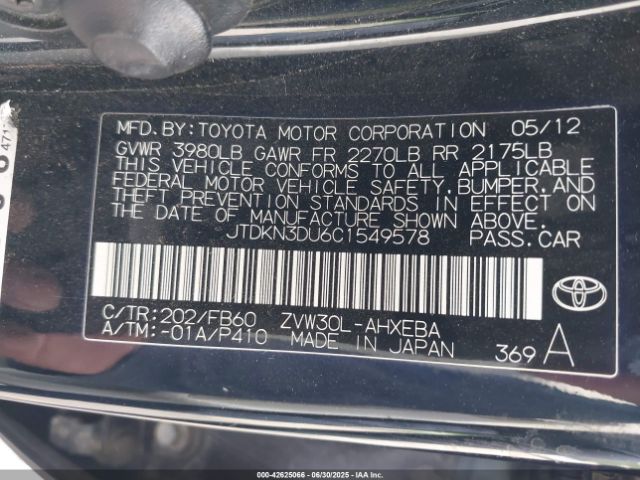 MFD.BY:TOYOTA MOTOR CORPORATION 05/12
GVWR 3980LB GAWR FR 2270LB RR 2175LB
THIS VEHICLE CONFORMS TO ALL APPLICABLE
FEDERAL MOTOR VEHICLE SAFETY,BUMPER,AND
THEFT PREVENTION STANDARDS IN EFFECT ON
THE DATE OF MANUFACTURE SHOWN ABOVE.
JTDKN3DU6C1549578 PASS.CAR
C/TR:202/FB60 ZVW30L-AHXEBA
A/TM:-01A/P410 MADE IN JAPAN 369 A
000-42625066 - 06/30/2025 - IAAI.com